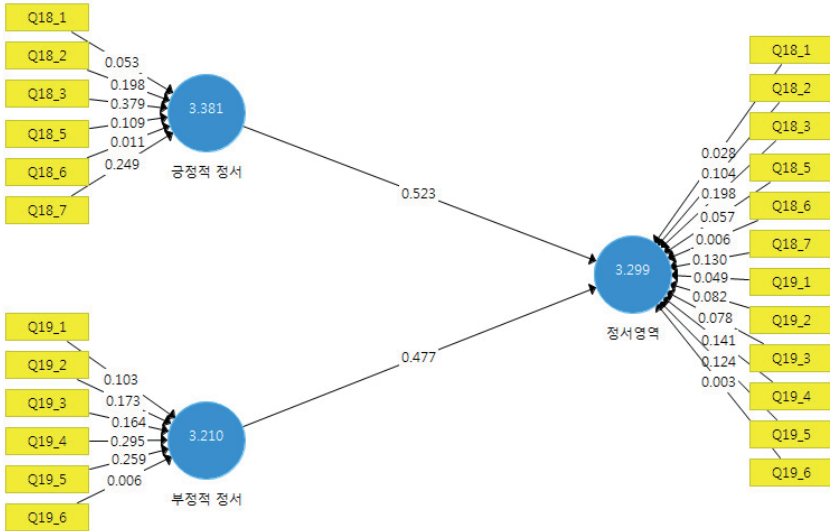 Q18_1
Q18_2
Q18_3
Q18_5
Q18_6
Q18_7
0.053
0.198
0.379
0.109
0.011
0.249
3.381
긍정적 정서
0.523
Q19_1
Q19_2
Q19_3
Q19_4
Q19_5
Q19_6
0.103
0.173
0.164
0.295
0.259
0.006
3.210
부정적 정서
0.477
3.299
정서영역
0.028
0.104
0.198
0.057
0.006
0.130
0.049
0.082
0.078
0.141
0.124
0.003
Q18_1
Q18_2
Q18_3
Q18_5
Q18_6
Q18_7
Q19_1
Q19_2
Q19_3
Q19_4
Q19_5
Q19_6